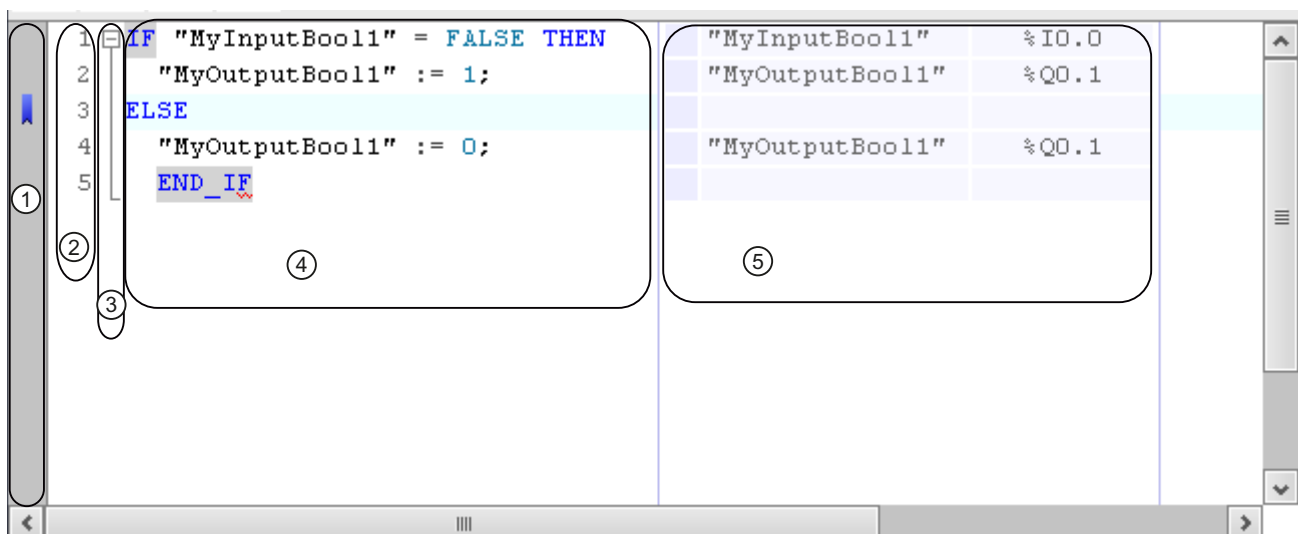 1 IF "MyInputBool1" = FALSE THEN "MyInputBool1" %I0.0
2 "MyOutputBool1" := 1; "MyOutputBool1" %Q0.1
3 ELSE
4 "MyOutputBool1" := 0; "MyOutputBool1" %Q0.1
5 END_IF
1
2
4
5
3